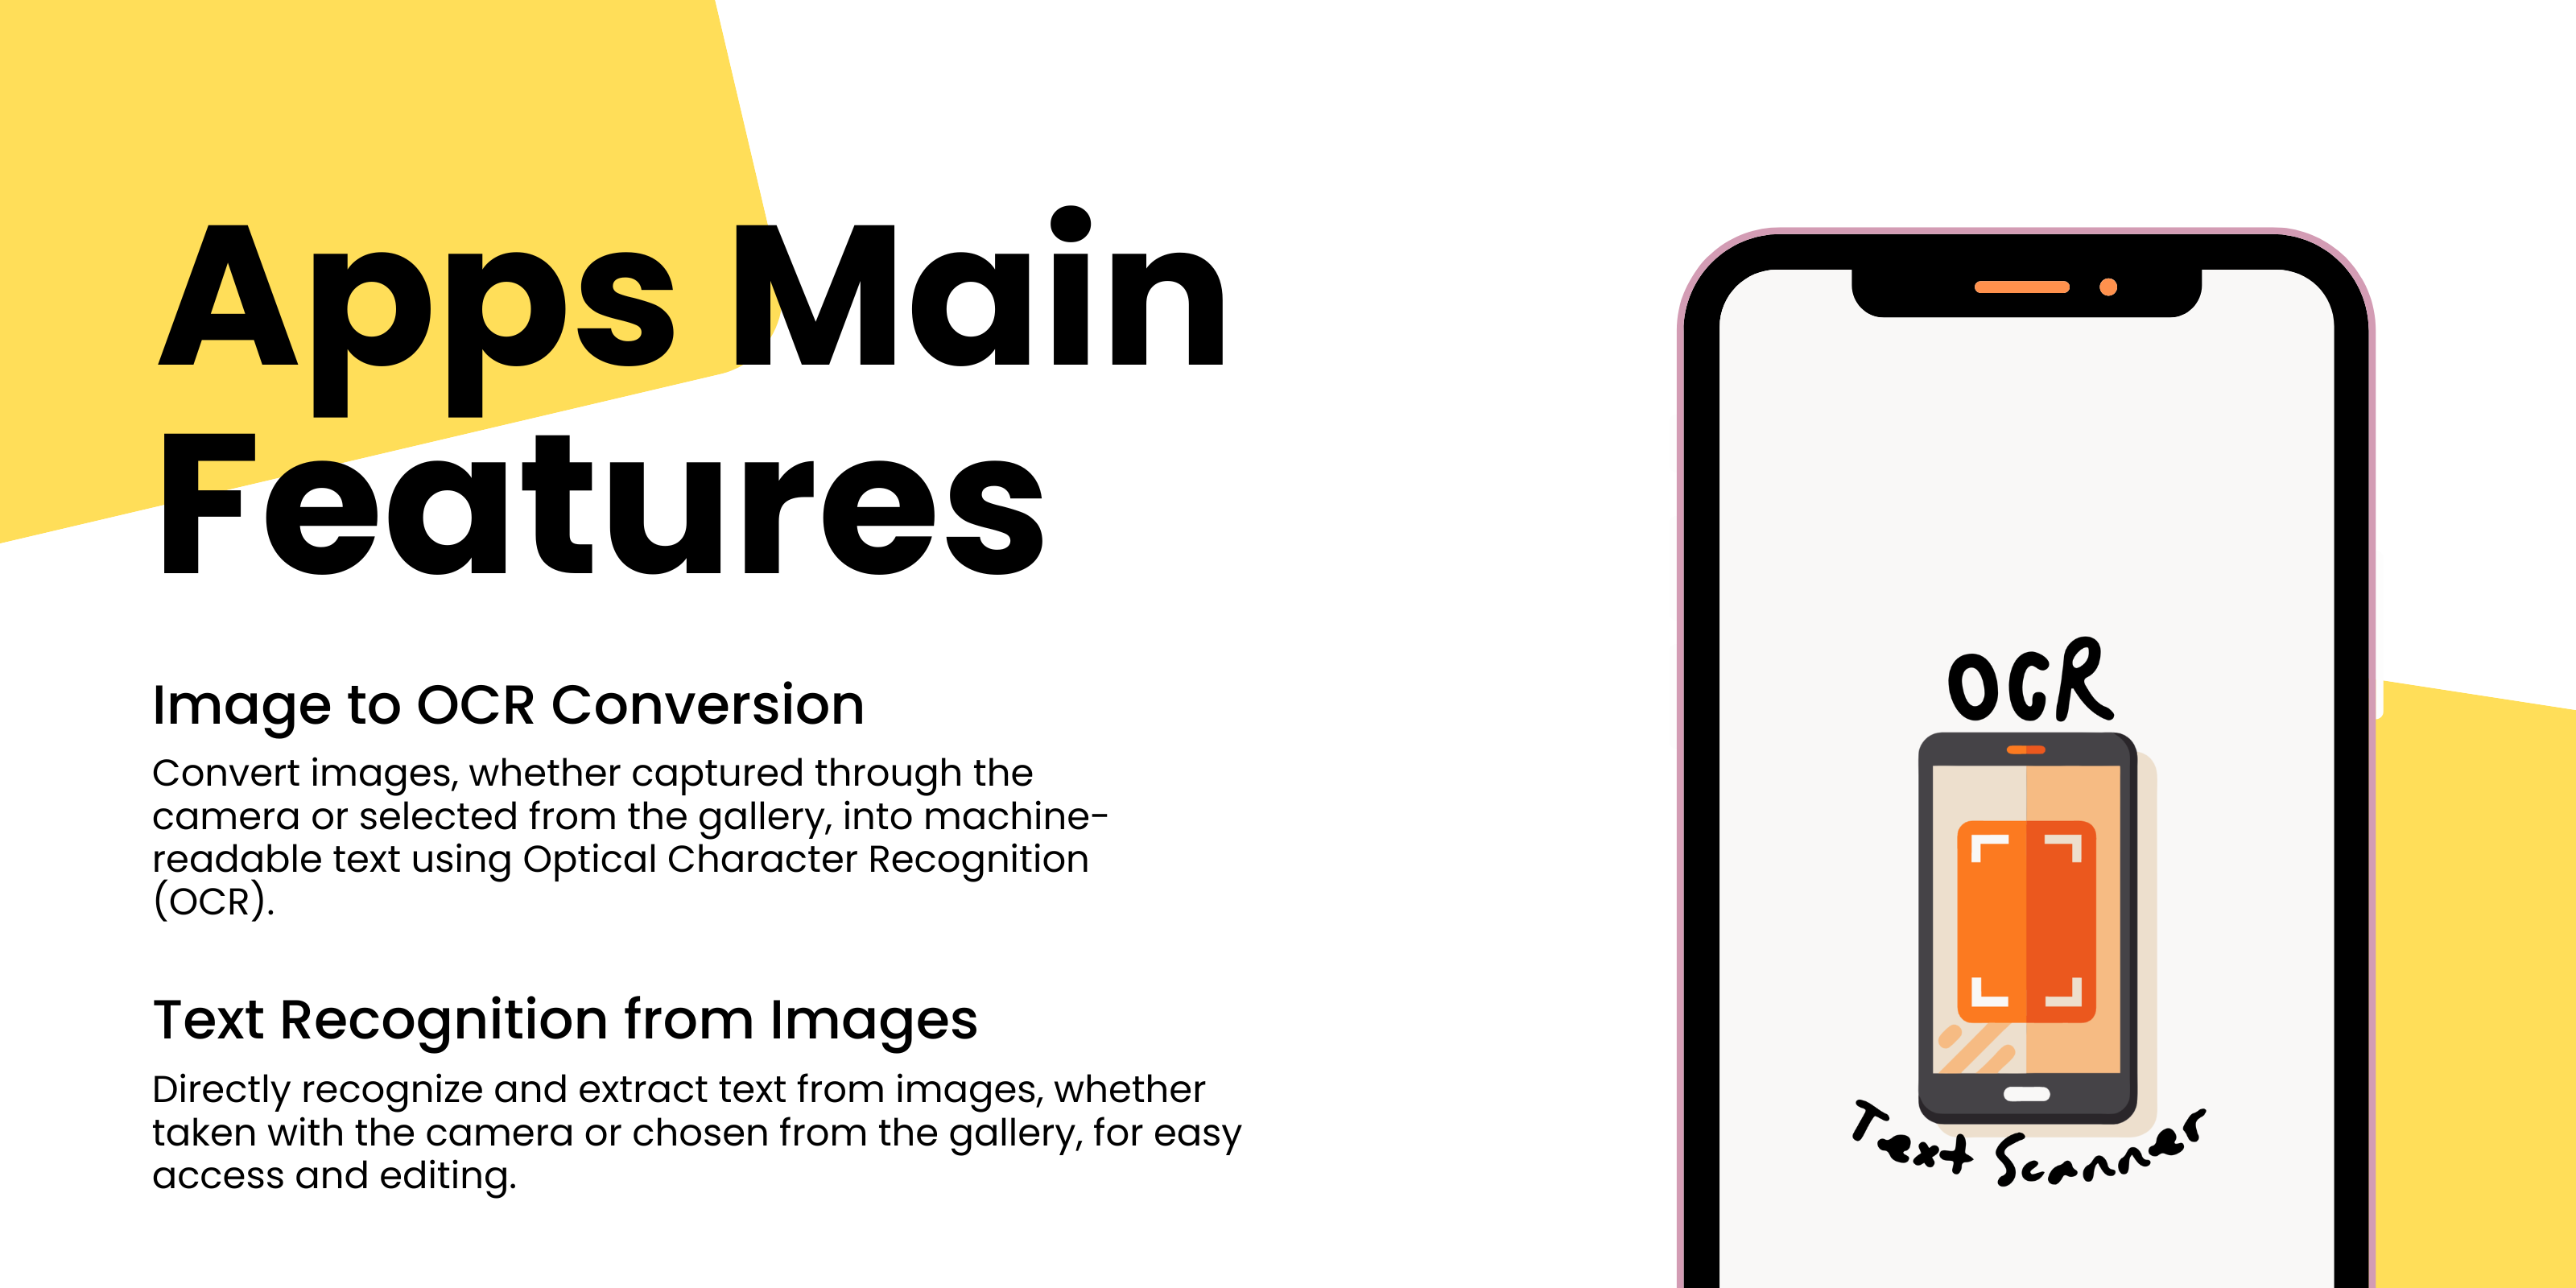 Apps Main
Features
Image to OCR Conversion
Convert images, whether captured through the
camera or selected from the gallery, into machine-
readable text using Optical Character Recognition
(OCR).
Text Recognition from Images
Directly recognize and extract text from images, whether
taken with the camera or chosen from the gallery, for easy
access and editing.
OCR
Text Scanner